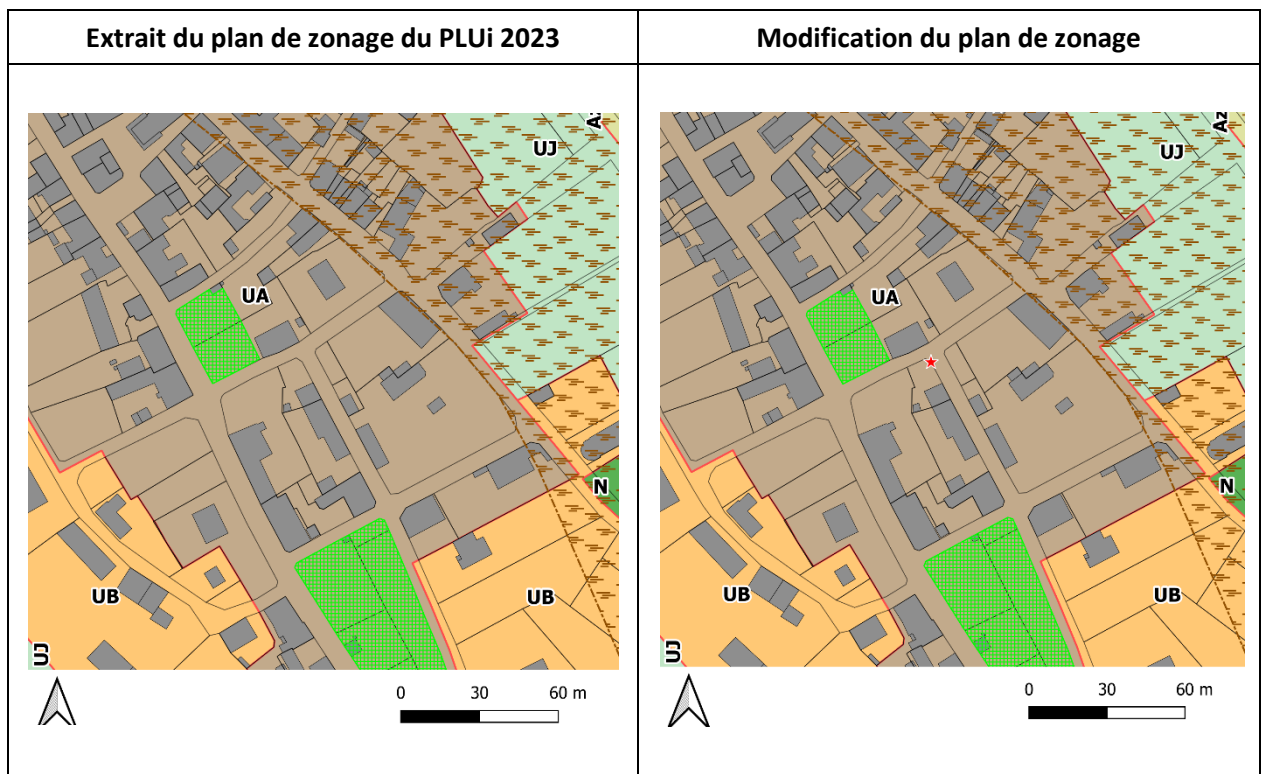 Extrait du plan de zonage du PLUi 2023
Modification du plan de zonage
UJ
UA
N
UB
UB
UJ
0 30 60 m
UJ
UA
N
UB
UB
UJ
0 30 60 m